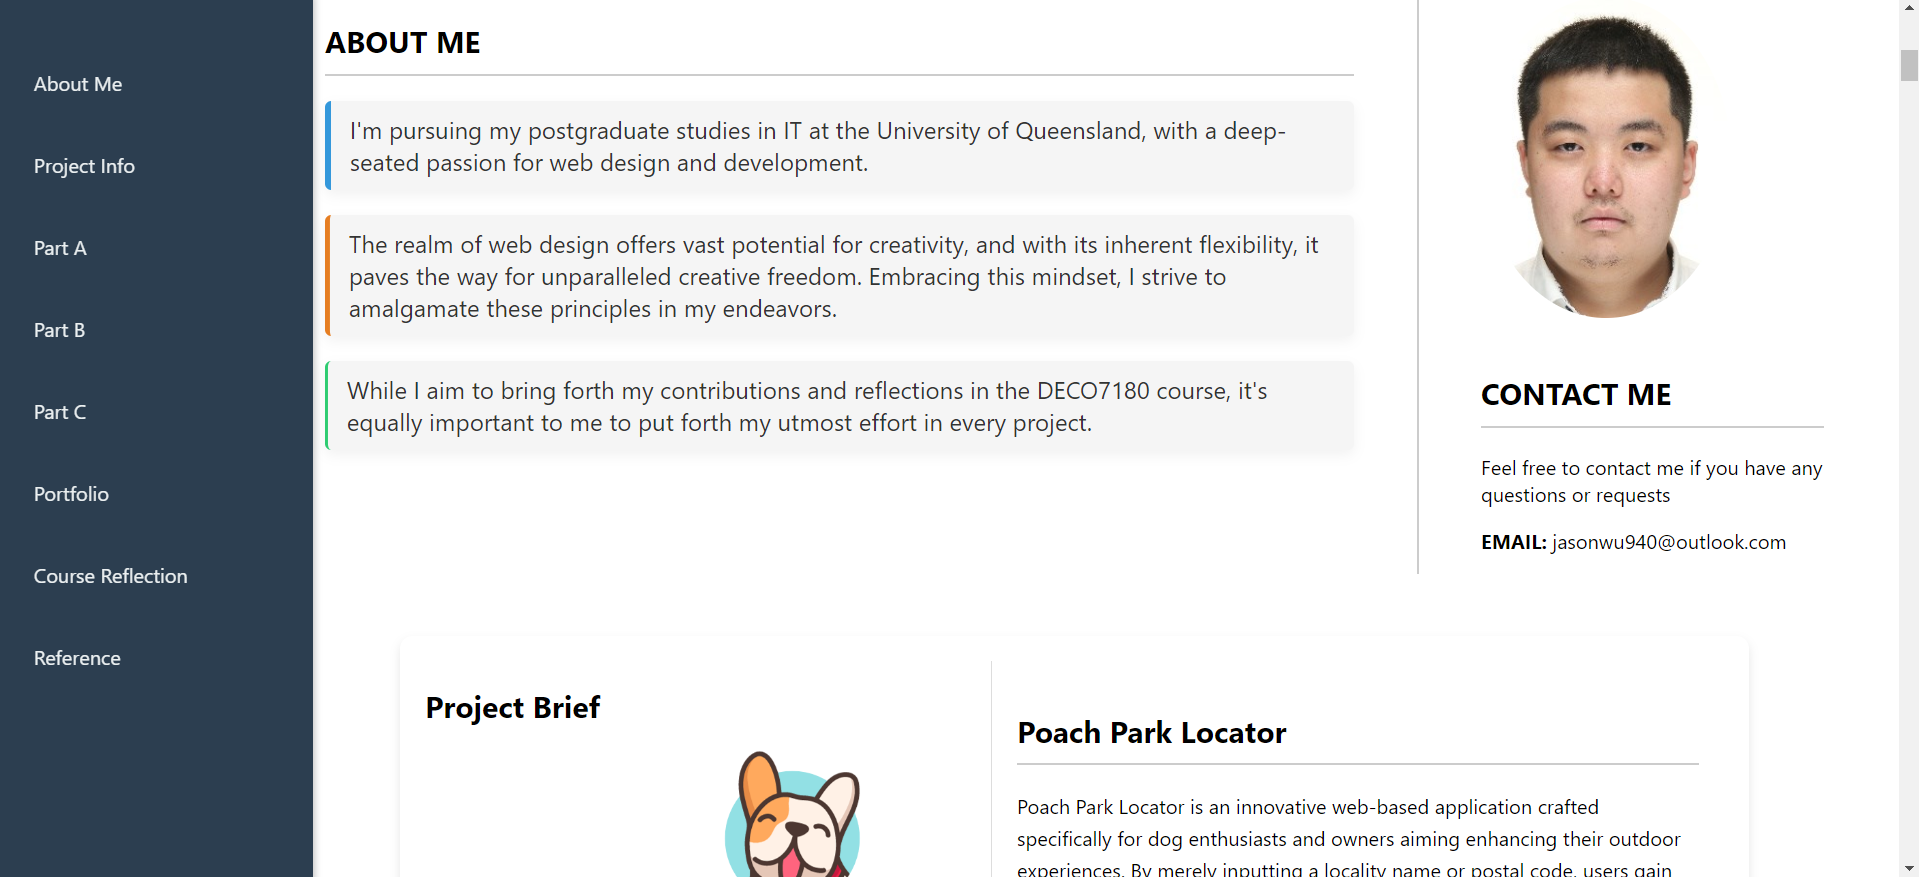 About Me
Project Info
Part A
Part B
Part C
Portfolio
Course Reflection
Reference
ABOUT ME
I'm pursuing my postgraduate studies in IT at the University of Queensland, with a deep-
seated passion for web design and development.
The realm of web design offers vast potential for creativity, and with its inherent flexibility, it
paves the way for unparalleled creative freedom. Embracing this mindset, I strive to
amalgamate these principles in my endeavors.
While I aim to bring forth my contributions and reflections in the DECO7180 course, it's
equally important to me to put forth my utmost effort in every project.
CONTACT ME
Feel free to contact me if you have any
questions or requests
EMAIL: jasonwu940@outlook.com
Project Brief
Poach Park Locator
Poach Park Locator is an innovative web-based application crafted
specifically for dog enthusiasts and owners aiming enhancing their outdoor
experiences. By merely inputting a locality name or postal code, users gain